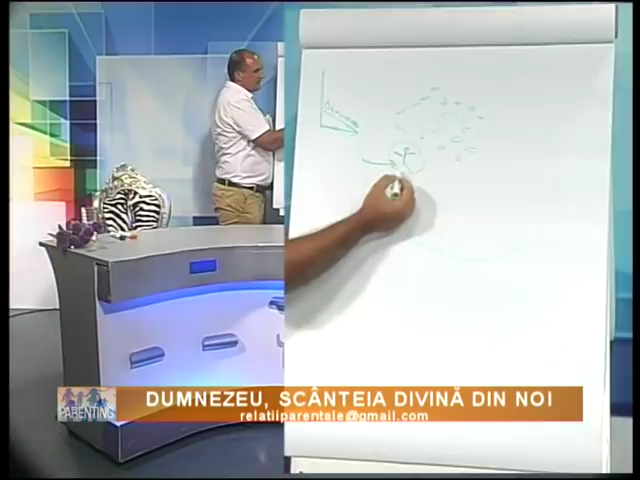 DUMNEZEU, SCÂNTEIA DIVINĂ DIN NOI
PARENTING
relatiiparentale@gmail.com